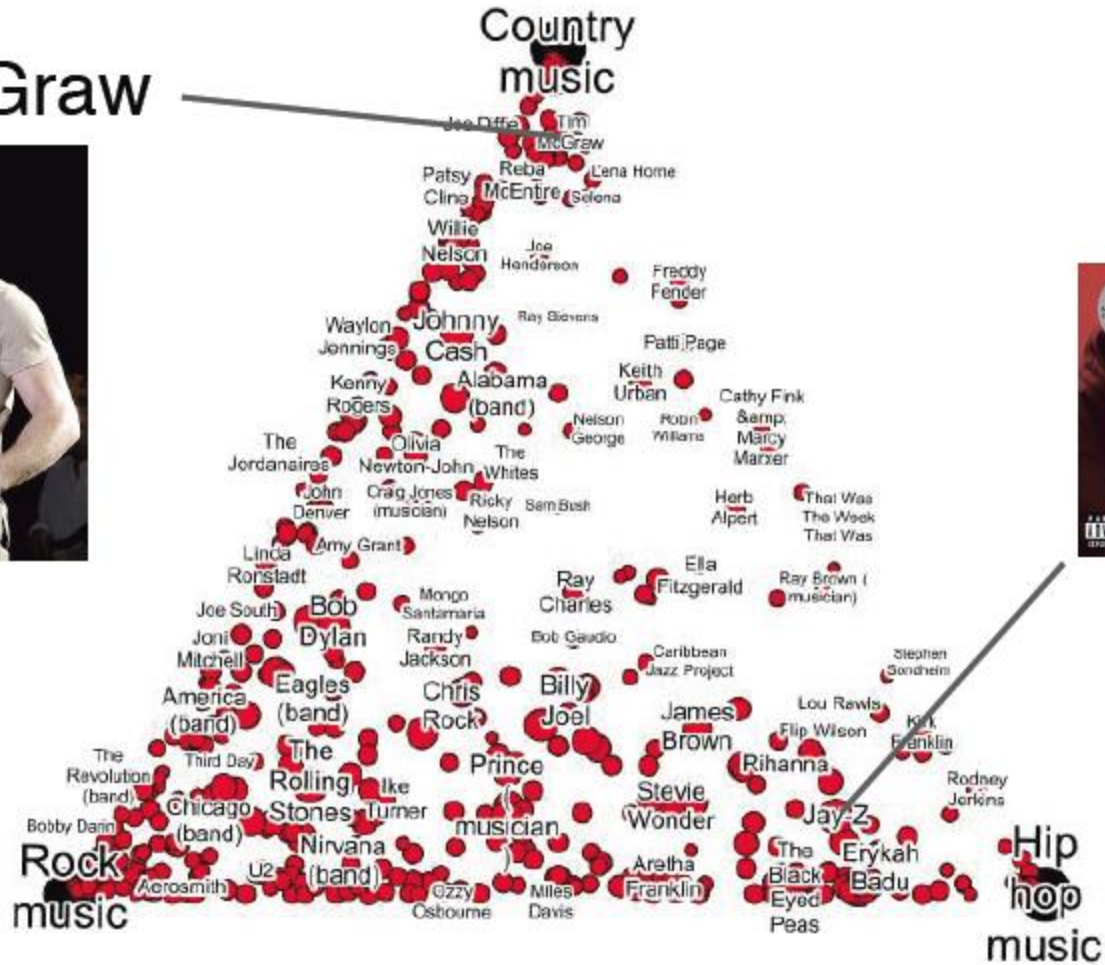 Country
music
Graw
Joe Diffie
Tim
McGraw
Patsy
Cline
Reba
McEntire
Lena Horne
Selena
Willie
Nelson
Joe
Henderson
Freddy
Fender
Waylon
Jennings
Johnny
Cash
Ray Stevens
Patti Page
Kenny
Rogers
Alabama
(band)
Keith
Urban
Nelson
George
Robin
Williams
Cathy Fink
&amp;
Marcy
Marxer
The
Jordanaires
Olivia
Newton-John
The
Whites
John
Denver
Craig Jones
(musician)
Ricky
Nelson
Sam Bush
Herb
Alpert
That Was
The Week
That Was
Linda
Ronstadt
Amy Grant
Ray
Charles
Ella
Fitzgerald
Ray Brown (
musician)
Joe South
Bob
Dylan
Mongo
Santamaria
Joni
Mitchell
Randy
Jackson
Bob Gaudio
Caribbean
Jazz Project
Stephen
Sondheim
America
(band)
Eagles
(band)
Chris
Rock
Billy
Joel
James
Brown
Lou Rawls
Flip Wilson
Kirk
Franklin
The
Revolution
(band)
Third Day
The
Rolling
Stones
Ike
Turner
Prince
(
musician
)
Rihanna
Rodney
Jerkins
Bobby Darin
Chicago
(band)
Stevie
Wonder
Jay-Z
Rock
music
Aerosmith
U2
Nirvana
(band)
Ozzy
Osbourne
Miles
Davis
Aretha
Franklin
The
Black
Eyed
Peas
Erykah
Badu
Hip
hop
music